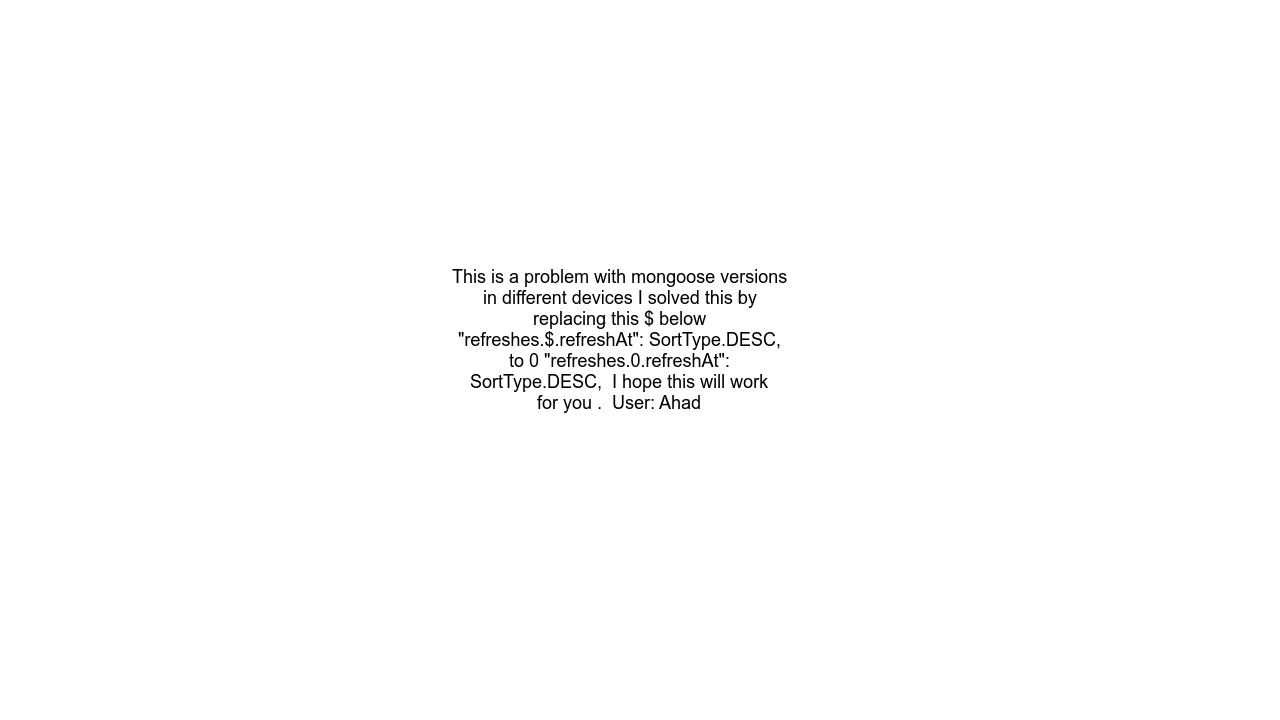 This is a problem with mongoose versions
in different devices I solved this by
replacing this $ below
"refreshes.$.refreshAt": SortType.DESC,
to 0 "refreshes.0.refreshAt":
SortType.DESC,  I hope this will work
for you .  User: Ahad